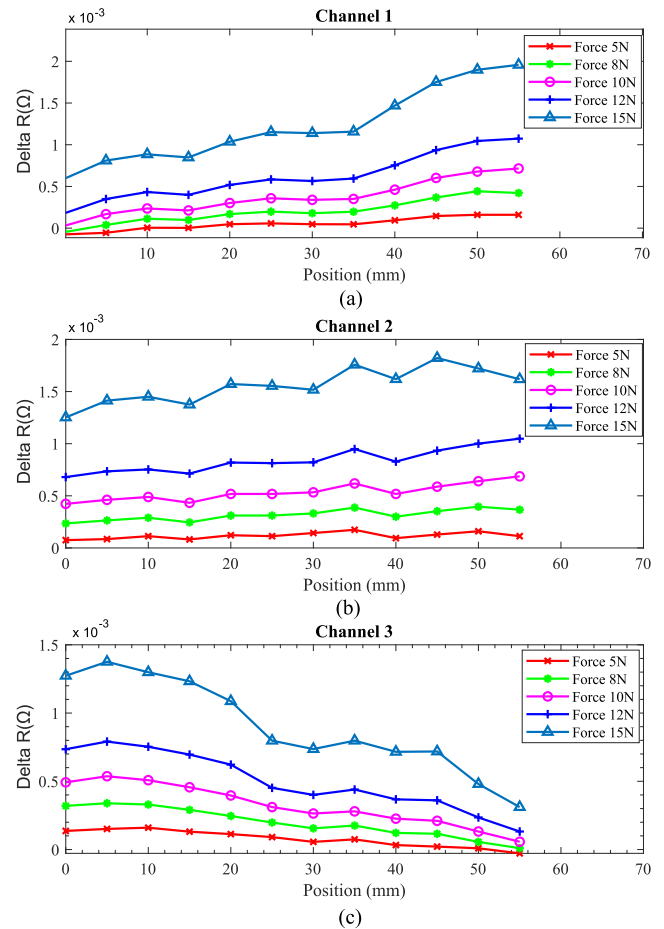 x 10⁻³
Channel 1
2
1.5
1
0.5
0
Delta R(Ω)
Force 5N
Force 8N
Force 10N
Force 12N
Force 15N
10 20 30 40 50 60 70
Position (mm)
(a)
x 10⁻³
Channel 2
2
1.5
1
0.5
0
Delta R(Ω)
Force 5N
Force 8N
Force 10N
Force 12N
Force 15N
0 10 20 30 40 50 60 70
Position (mm)
(b)
x 10⁻³
Channel 3
1.5
1
0.5
0
Delta R(Ω)
Force 5N
Force 8N
Force 10N
Force 12N
Force 15N
0 10 20 30 40 50 60 70
Position (mm)
(c)